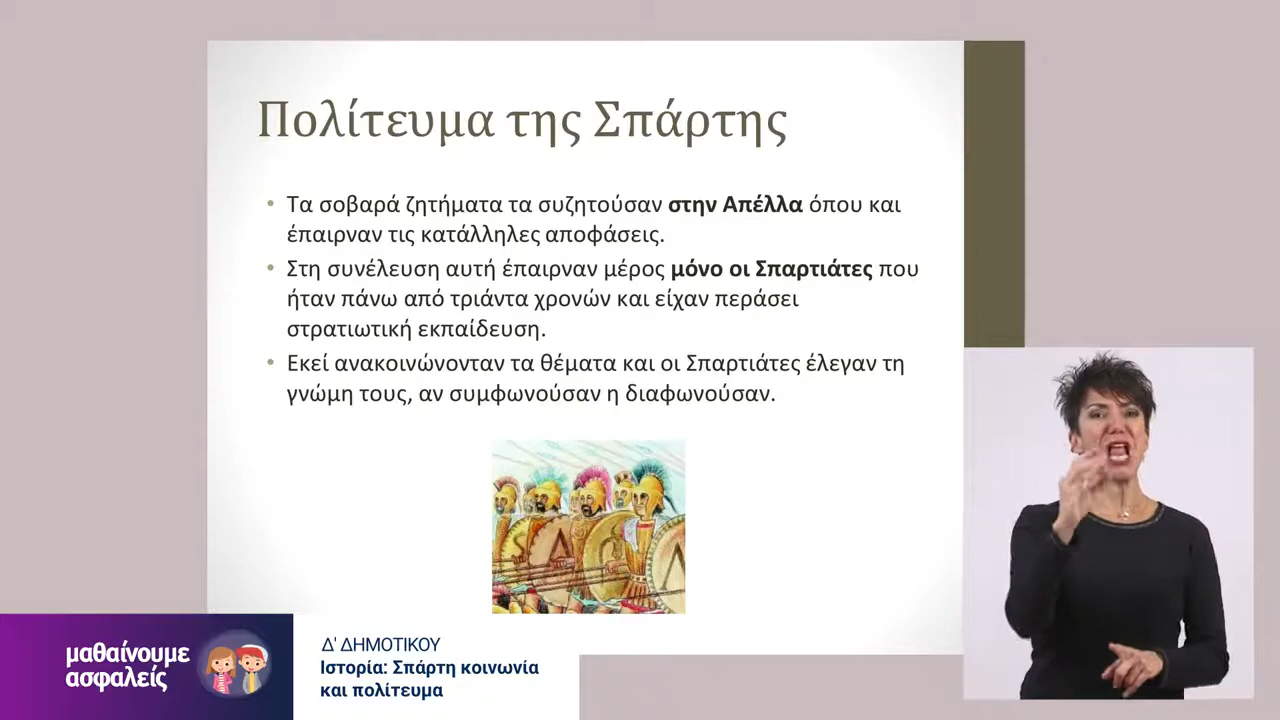 Πολίτευμα της Σπάρτης
• Τα σοβαρά ζητήματα τα συζητούσαν στην Απέλλα όπου και
έπαιρναν τις κατάλληλες αποφάσεις.
• Στη συνέλευση αυτή έπαιρναν μέρος μόνο οι Σπαρτιάτες που
ήταν πάνω από τριάντα χρονών και είχαν περάσει
στρατιωτική εκπαίδευση.
• Εκεί ανακοινώνονταν τα θέματα και οι Σπαρτιάτες έλεγαν τη
γνώμη τους, αν συμφωνούσαν η διαφωνούσαν.
μαθαίνουμε
ασφαλείς
Δ' ΔΗΜΟΤΙΚΟΥ
Ιστορία: Σπάρτη κοινωνία
και πολίτευμα